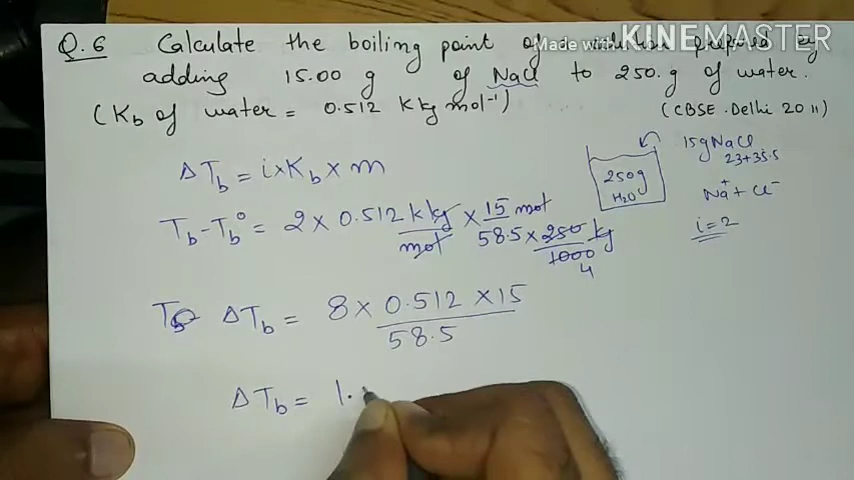 Q.6 Calculate the boiling point of a prepared by
Made with KINEMASTER
adding 15.00 g of NaCl to 250. g of water.
(Kb of water = 0.512 K kg mol⁻¹) (CBSE. Delhi 2011)
ΔTb = i × Kb × m
Tb - Tb° = 2 × 0.512 K kg/mol × 15 mol/58.5 × 250 kg/1000
4
Tb ΔTb = 8 × 0.512 × 15/58.5
ΔTb = 1.
15g NaCl
23+35.5
250g
H₂O
Na⁺ + Cl⁻
i = 2